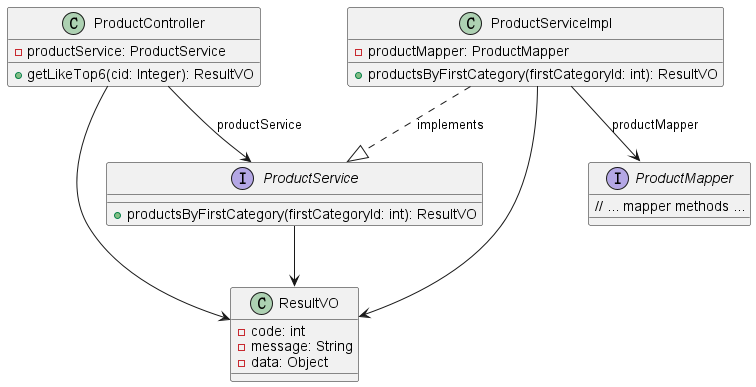 C ProductController
productService: ProductService
getLikeTop6(cid: Integer): ResultVO
C ProductServiceImpl
productMapper: ProductMapper
productsByFirstCategory(firstCategoryId: int): ResultVO
productService
implements
productMapper
I ProductService
productsByFirstCategory(firstCategoryId: int): ResultVO
I ProductMapper
// ... mapper methods ...
C ResultVO
code: int
message: String
data: Object